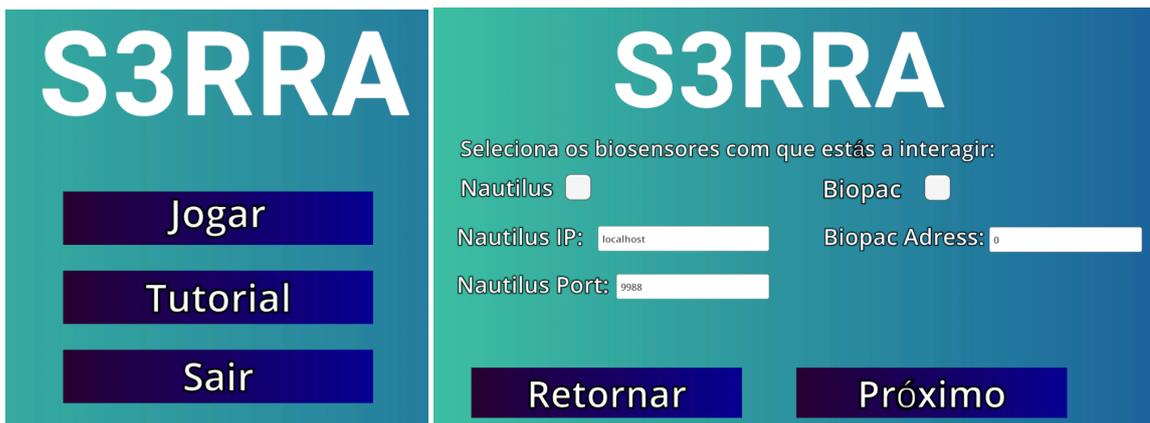 S3RRA
Jogar
Tutorial
Sair
S3RRA
Seleciona os biosensores com que estás a interagir:
Nautilus
Biopac
Nautilus IP: localhost
Biopac Adress: 0
Nautilus Port: 9988
Retornar
Próximo